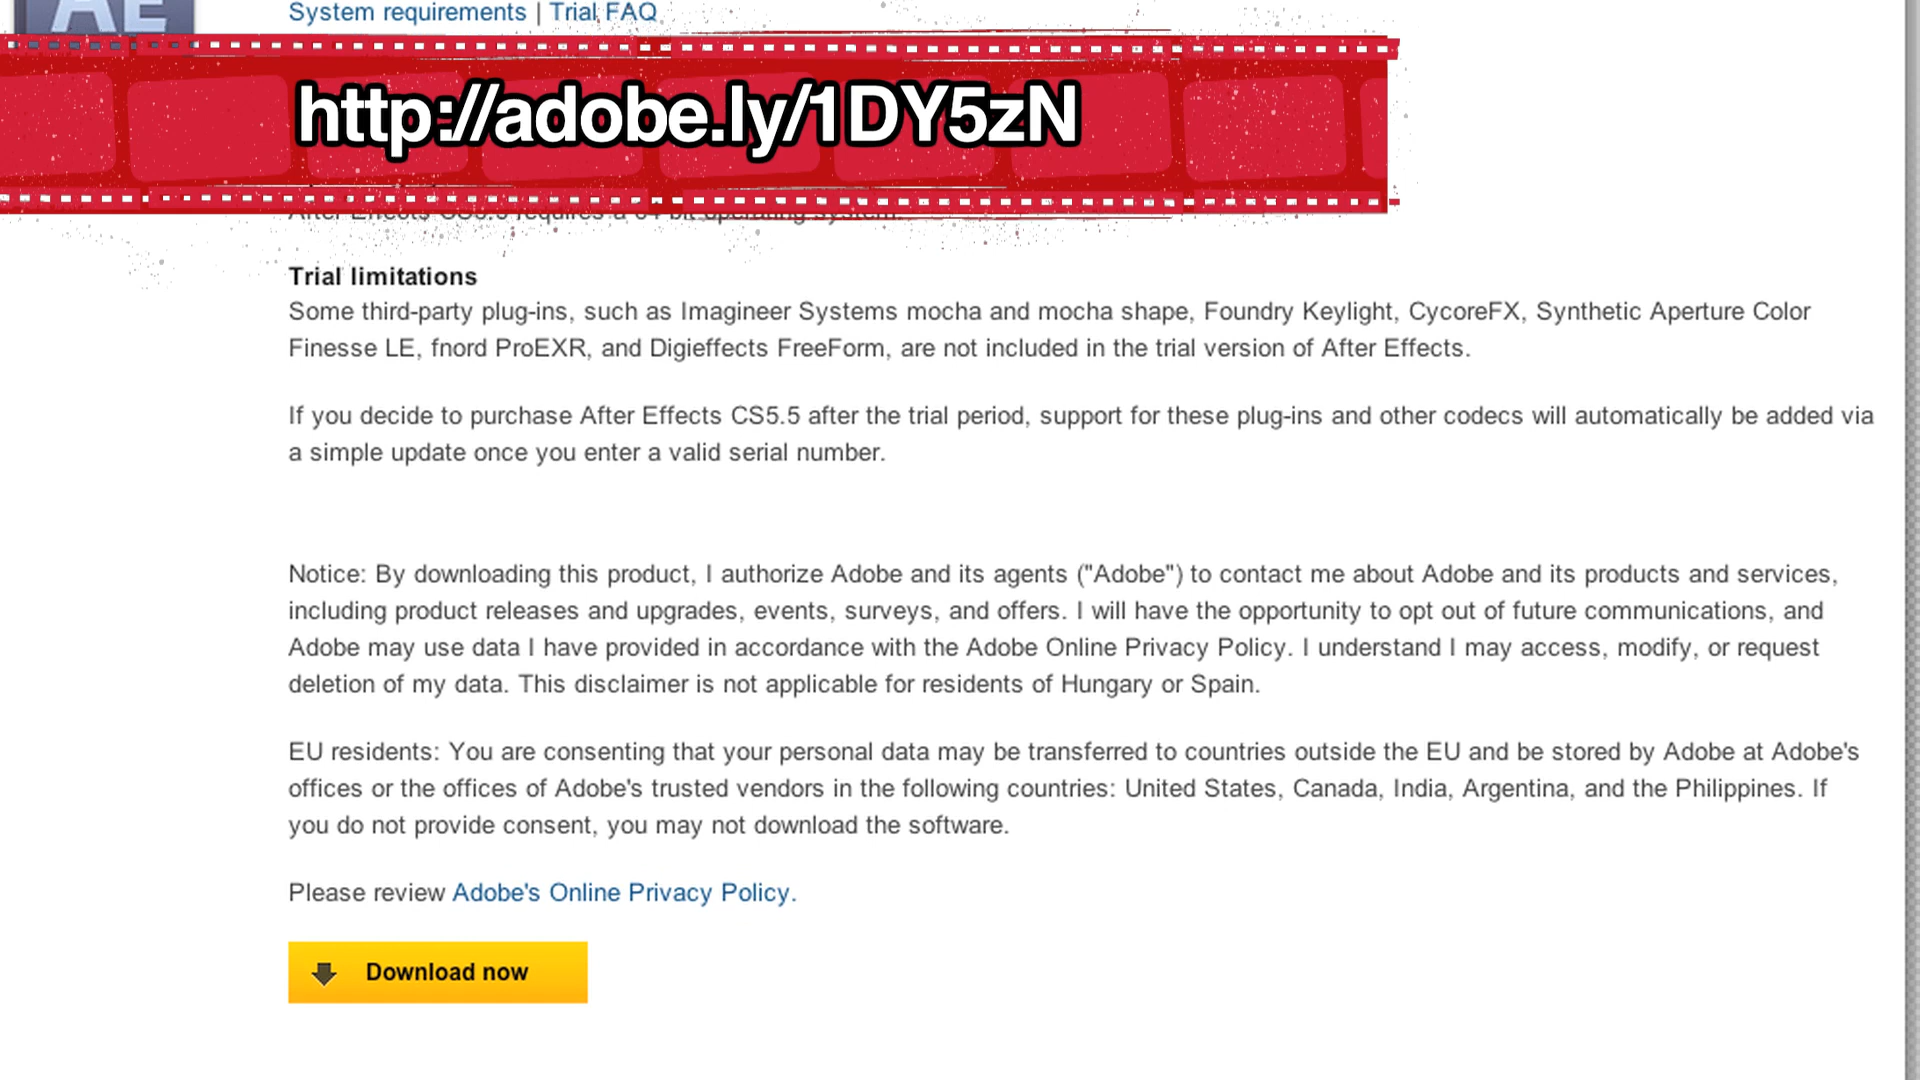 AE
System requirements | Trial FAQ
http://adobe.ly/1DY5zN
After Effects CS5.5 requires a 64-bit operating system.
Trial limitations
Some third-party plug-ins, such as Imagineer Systems mocha and mocha shape, Foundry Keylight, CycoreFX, Synthetic Aperture Color
Finesse LE, fnord ProEXR, and Digieffects FreeForm, are not included in the trial version of After Effects.
If you decide to purchase After Effects CS5.5 after the trial period, support for these plug-ins and other codecs will automatically be added via
a simple update once you enter a valid serial number.
Notice: By downloading this product, I authorize Adobe and its agents ("Adobe") to contact me about Adobe and its products and services,
including product releases and upgrades, events, surveys, and offers. I will have the opportunity to opt out of future communications, and
Adobe may use data I have provided in accordance with the Adobe Online Privacy Policy. I understand I may access, modify, or request
deletion of my data. This disclaimer is not applicable for residents of Hungary or Spain.
EU residents: You are consenting that your personal data may be transferred to countries outside the EU and be stored by Adobe at Adobe's
offices or the offices of Adobe's trusted vendors in the following countries: United States, Canada, India, Argentina, and the Philippines. If
you do not provide consent, you may not download the software.
Please review Adobe's Online Privacy Policy.
Download now